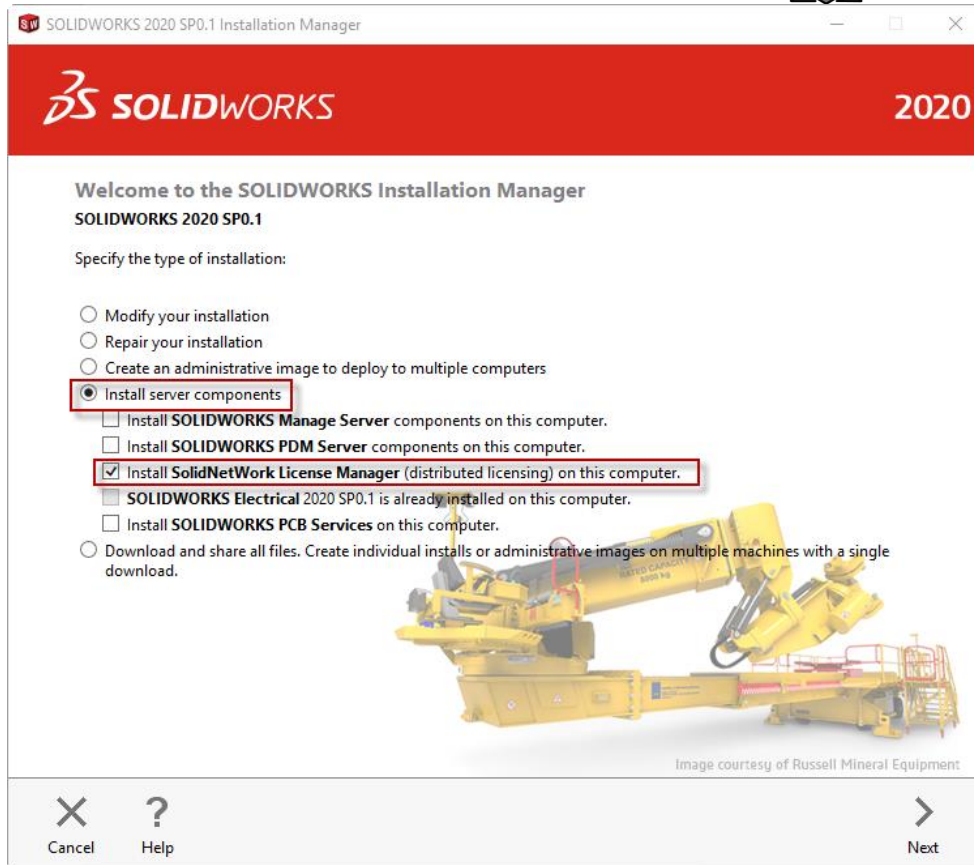 SOLIDWORKS 2020 SP0.1 Installation Manager
SOLIDWORKS
2020
Welcome to the SOLIDWORKS Installation Manager
SOLIDWORKS 2020 SP0.1
Specify the type of installation:
Modify your installation
Repair your installation
Create an administrative image to deploy to multiple computers
Install server components
Install SOLIDWORKS Manage Server components on this computer.
Install SOLIDWORKS PDM Server components on this computer.
Install SolidNetWork License Manager (distributed licensing) on this computer.
SOLIDWORKS Electrical 2020 SP0.1 is already installed on this computer.
Install SOLIDWORKS PCB Services on this computer.
Download and share all files. Create individual installs or administrative images on multiple machines with a single
download.
RATED CAPACITY
8000 kg
Image courtesy of Russell Mineral Equipment
Cancel
Help
Next